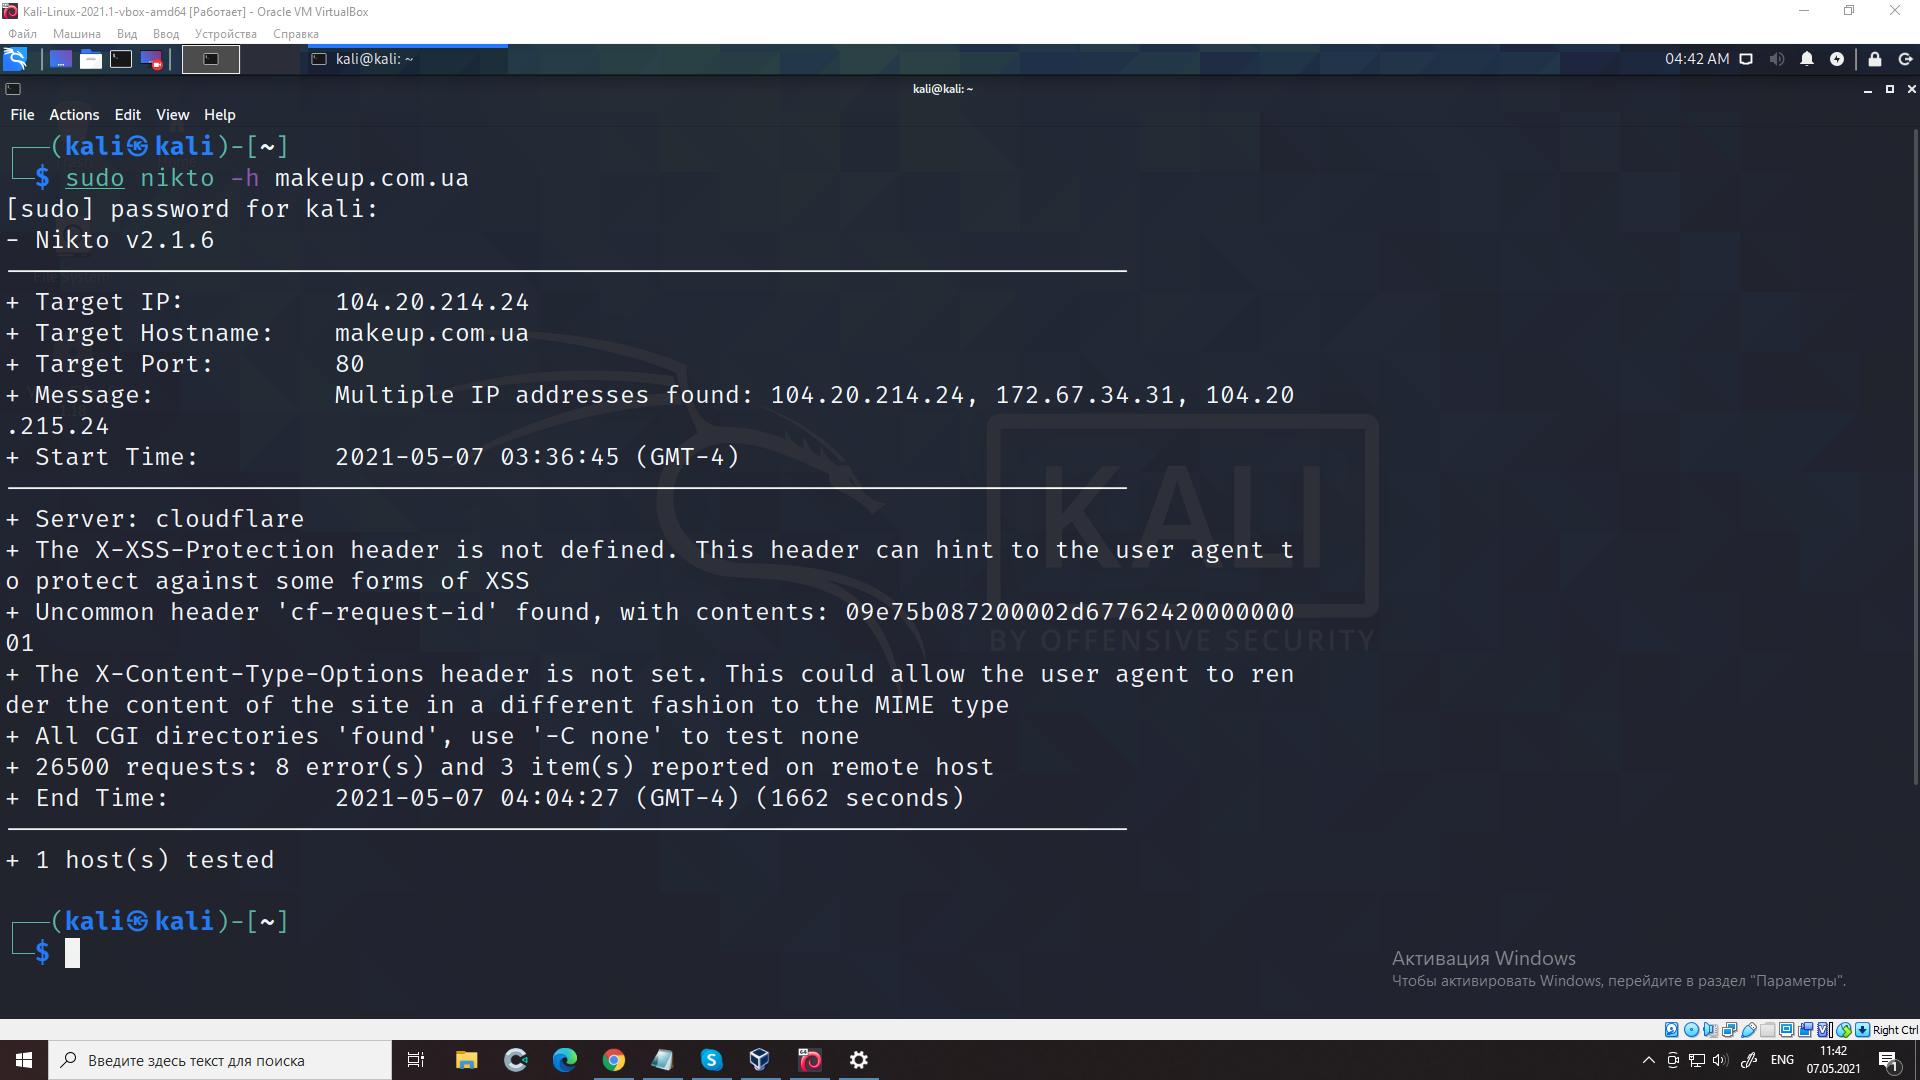 Kali-Linux-2021.1-vbox-amd64 [Работает] - Oracle VM VirtualBox
Файл Машина Вид Ввод Устройства Справка
kali@kali: ~
04:42 AM
kali@kali: ~
File Actions Edit View Help
(kali㉿kali)-[~]
$ sudo nikto -h makeup.com.ua
[sudo] password for kali:
- Nikto v2.1.6
+ Target IP: 104.20.214.24
+ Target Hostname: makeup.com.ua
+ Target Port: 80
+ Message: Multiple IP addresses found: 104.20.214.24, 172.67.34.31, 104.20
.215.24
+ Start Time: 2021-05-07 03:36:45 (GMT-4)
+ Server: cloudflare
+ The X-XSS-Protection header is not defined. This header can hint to the user agent t
o protect against some forms of XSS
+ Uncommon header 'cf-request-id' found, with contents: 09e75b087200002d67762420000000
01
+ The X-Content-Type-Options header is not set. This could allow the user agent to ren
der the content of the site in a different fashion to the MIME type
+ All CGI directories 'found', use '-C none' to test none
+ 26500 requests: 8 error(s) and 3 item(s) reported on remote host
+ End Time: 2021-05-07 04:04:27 (GMT-4) (1662 seconds)
+ 1 host(s) tested
(kali㉿kali)-[~]
$
KALI
BY OFFENSIVE SECURITY
Активация Windows
Чтобы активировать Windows, перейдите в раздел "Параметры".
Right Ctrl
Введите здесь текст для поиска
ENG
11:42
07.05.2021
1